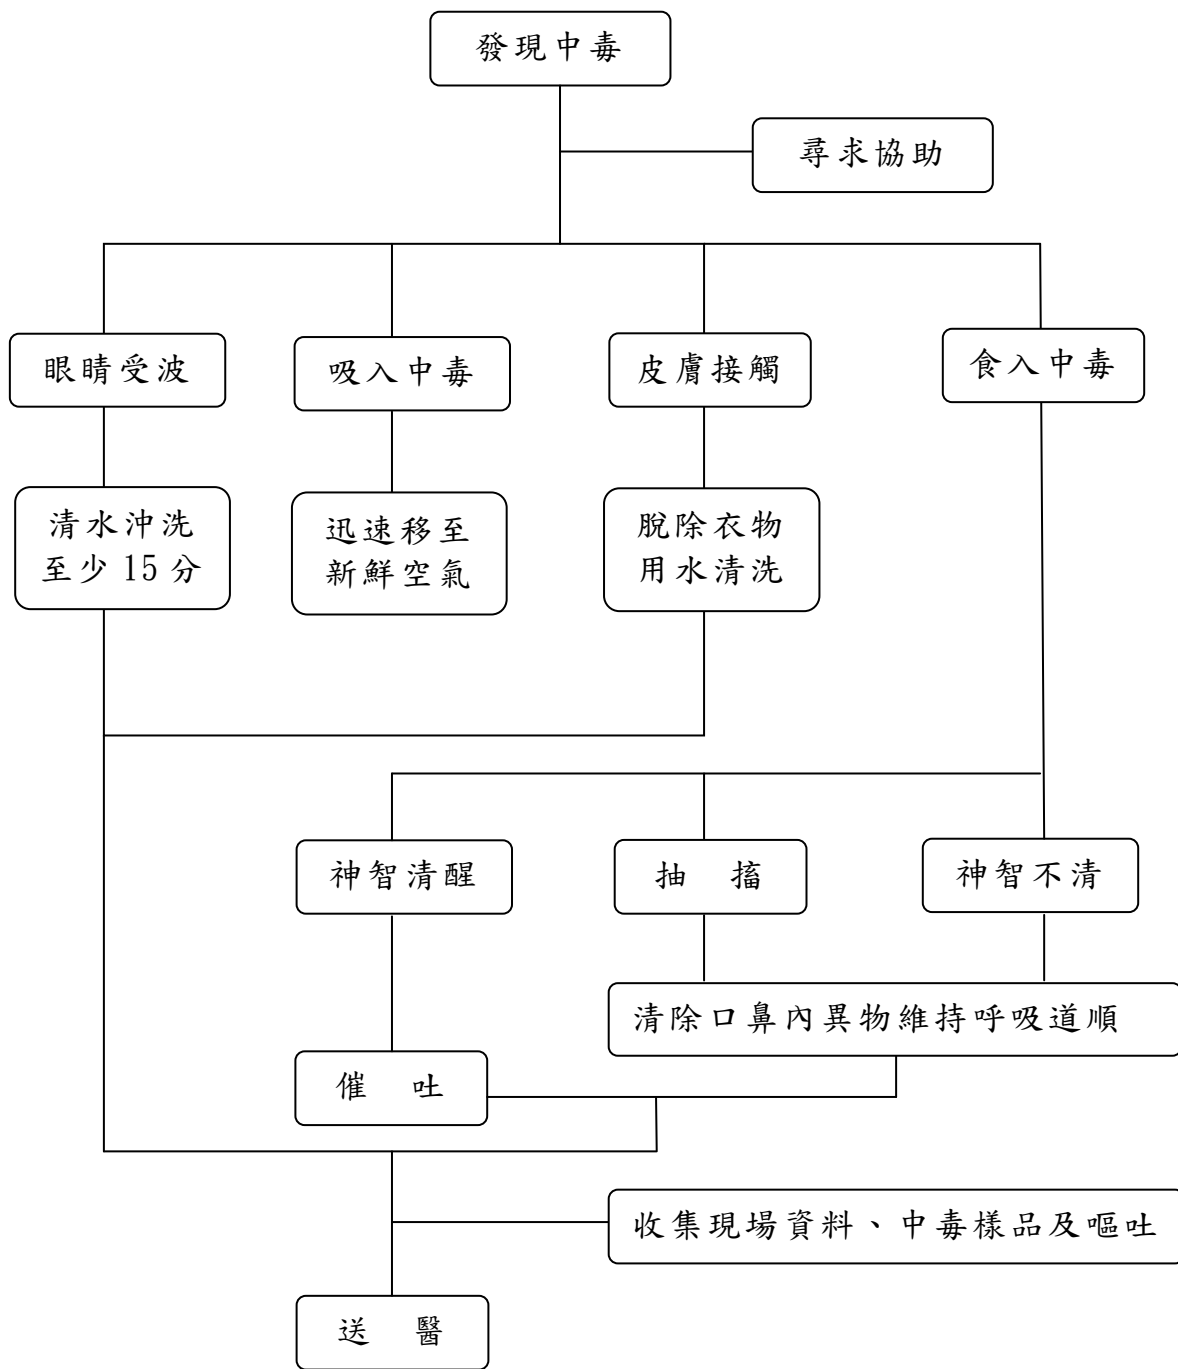 發現中毒
尋求協助
眼睛受波
吸入中毒
皮膚接觸
食入中毒
清水沖洗
至少 15 分
迅速移至
新鮮空氣
脫除衣物
用水清洗
神智清醒
抽 搐
神智不清
清除口鼻內異物維持呼吸道順
催 吐
收集現場資料、中毒樣品及嘔吐
送 醫